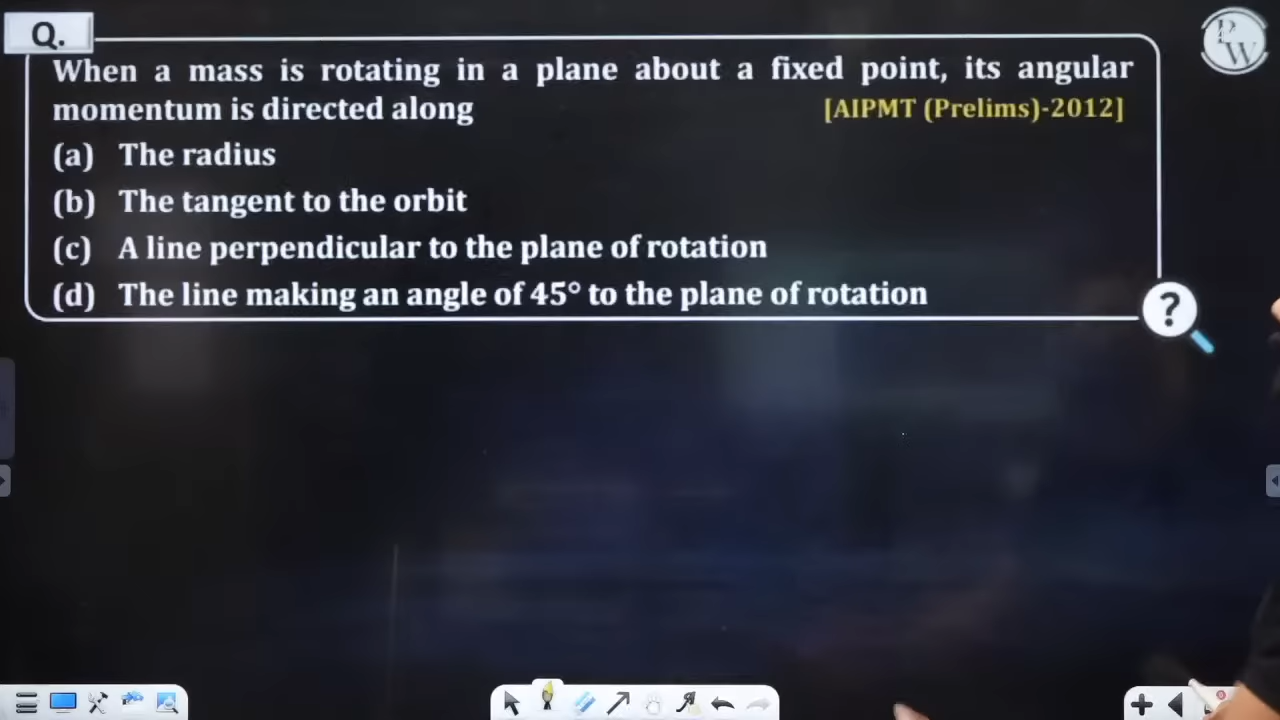 Q.
PW
When a mass is rotating in a plane about a fixed point, its angular
momentum is directed along [AIPMT (Prelims)-2012]
(a) The radius
(b) The tangent to the orbit
(c) A line perpendicular to the plane of rotation
(d) The line making an angle of 45° to the plane of rotation
?